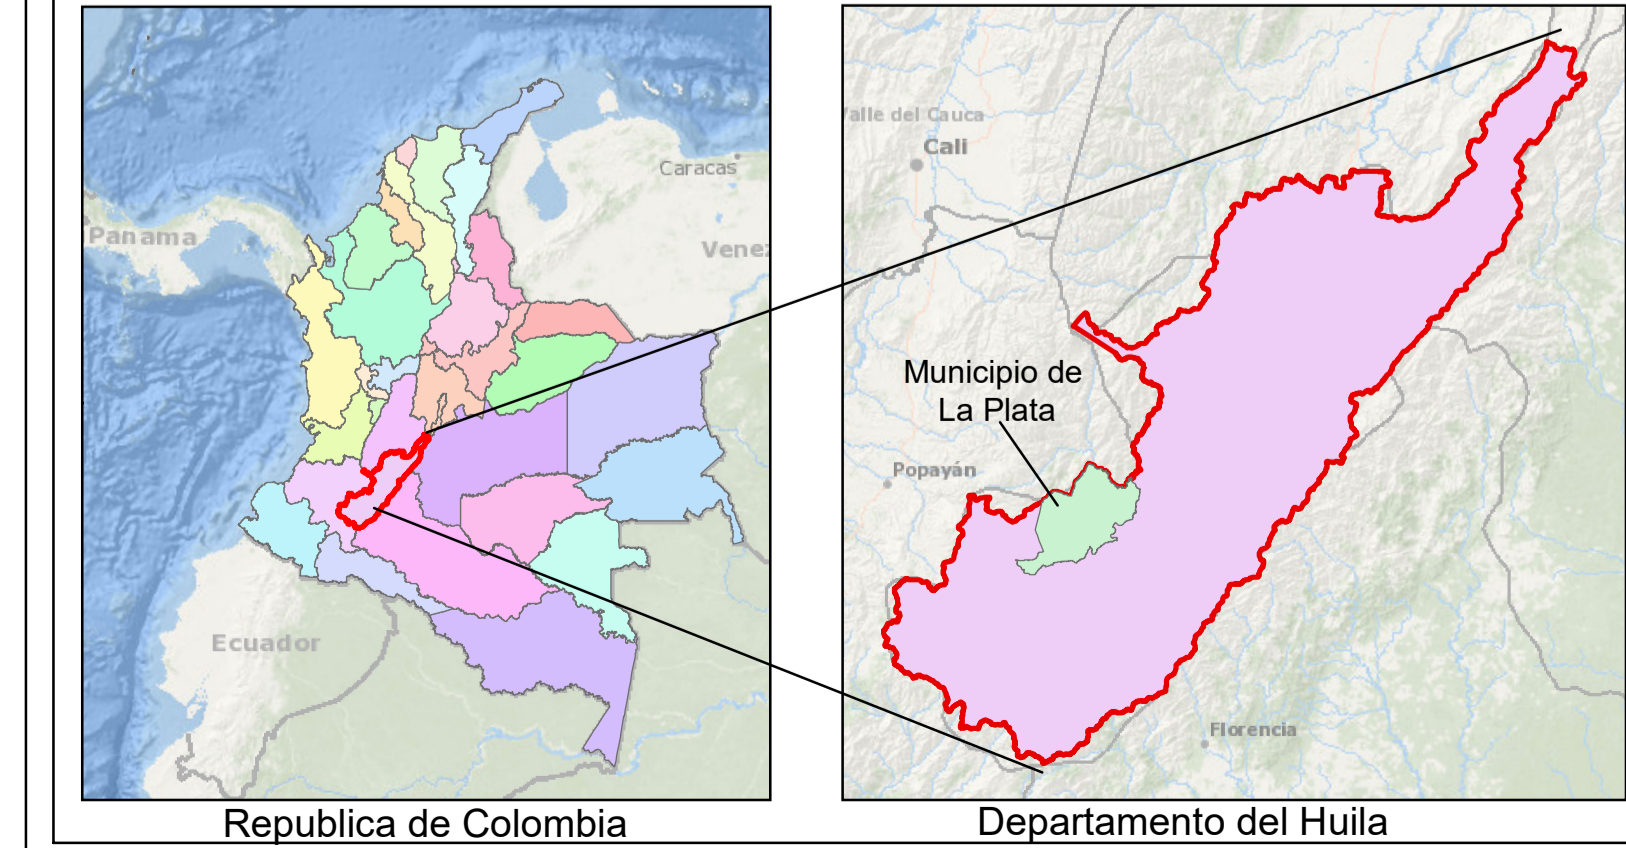 Caracas
Panama
Venez
Ecuador
Republica de Colombia
alle del Cauca
Cali
Municipio de
La Plata
Popayán
Florencia
Departamento del Huila